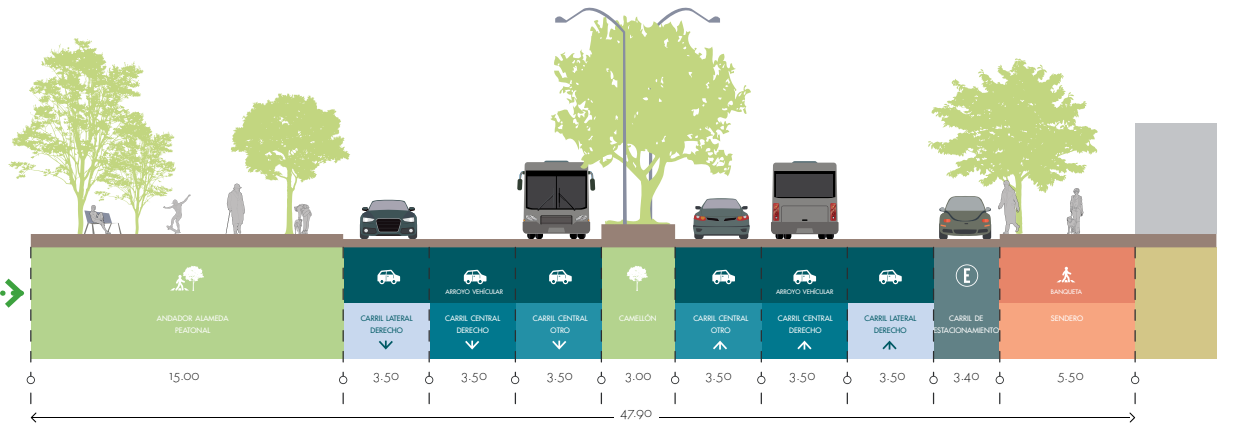 E
ARROYO VEHÍCULAR
ARROYO VEHÍCULAR
BANQUETA
ANDADOR ALAMEDA
PEATONAL
CARRIL LATERAL
DERECHO
CARRIL CENTRAL
DERECHO
CARRIL CENTRAL
OTRO
CAMELLÓN
CARRIL CENTRAL
OTRO
CARRIL CENTRAL
DERECHO
CARRIL LATERAL
DERECHO
CARRIL DE
ESTACIONAMIENTO
SENDERO
15.00
3.50
3.50
3.50
3.00
3.50
3.50
3.50
3.40
5.50
47.90